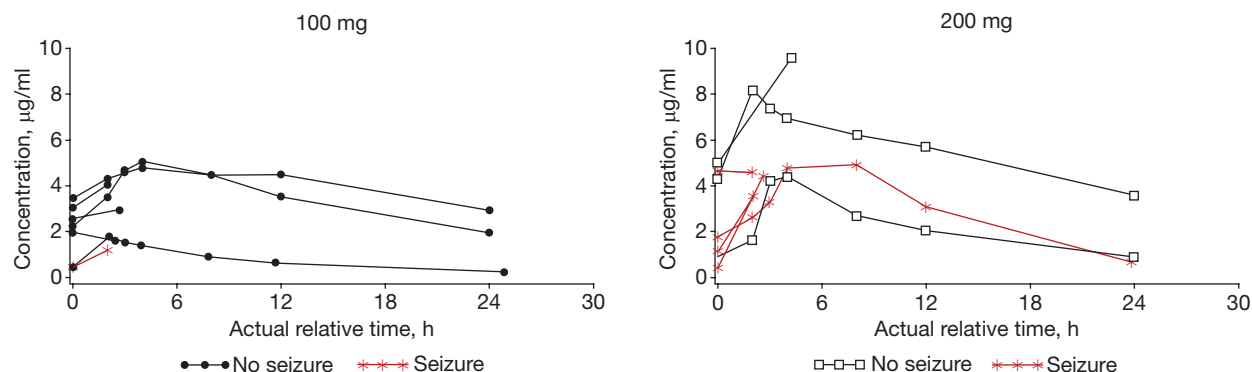 100 mg
10
8
6
4
2
0
Concentration, µg/ml
0 6 12 18 24 30
Actual relative time, h
No seizure Seizure
200 mg
10
8
6
4
2
0
Concentration, µg/ml
0 6 12 18 24 30
Actual relative time, h
No seizure Seizure